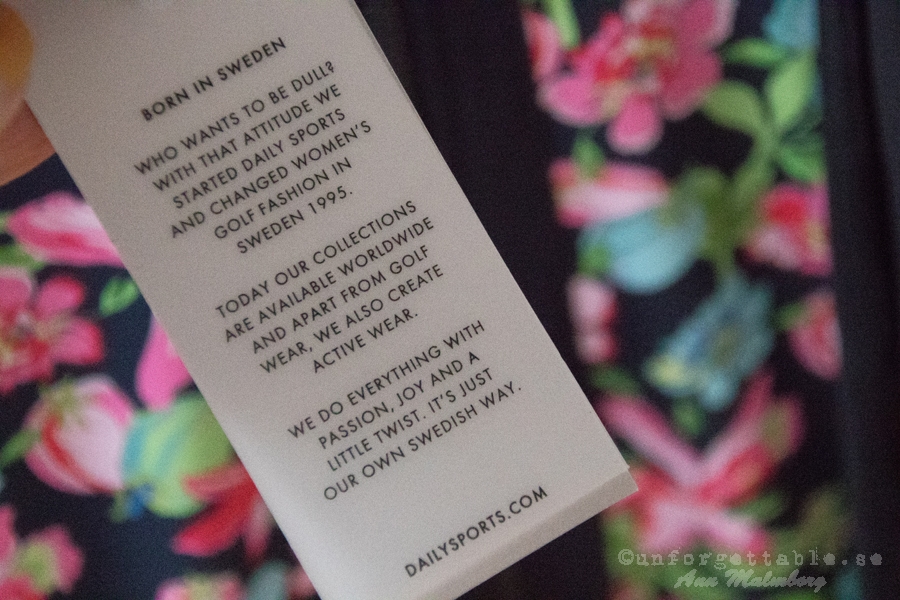 BORN IN SWEDEN
WHO WANTS TO BE DULL?
WITH THAT ATTITUDE WE
STARTED DAILY SPORTS
AND CHANGED WOMEN'S
GOLF FASHION IN
SWEDEN 1995.
TODAY OUR COLLECTIONS
ARE AVAILABLE WORLDWIDE
AND APART FROM GOLF
WEAR, WE ALSO CREATE
ACTIVE WEAR.
WE DO EVERYTHING WITH
PASSION, JOY AND A
LITTLE TWIST. IT'S JUST
OUR OWN SWEDISH WAY.
DAILYSPORTS.COM
©unforgettable.se
Ann Malmborg